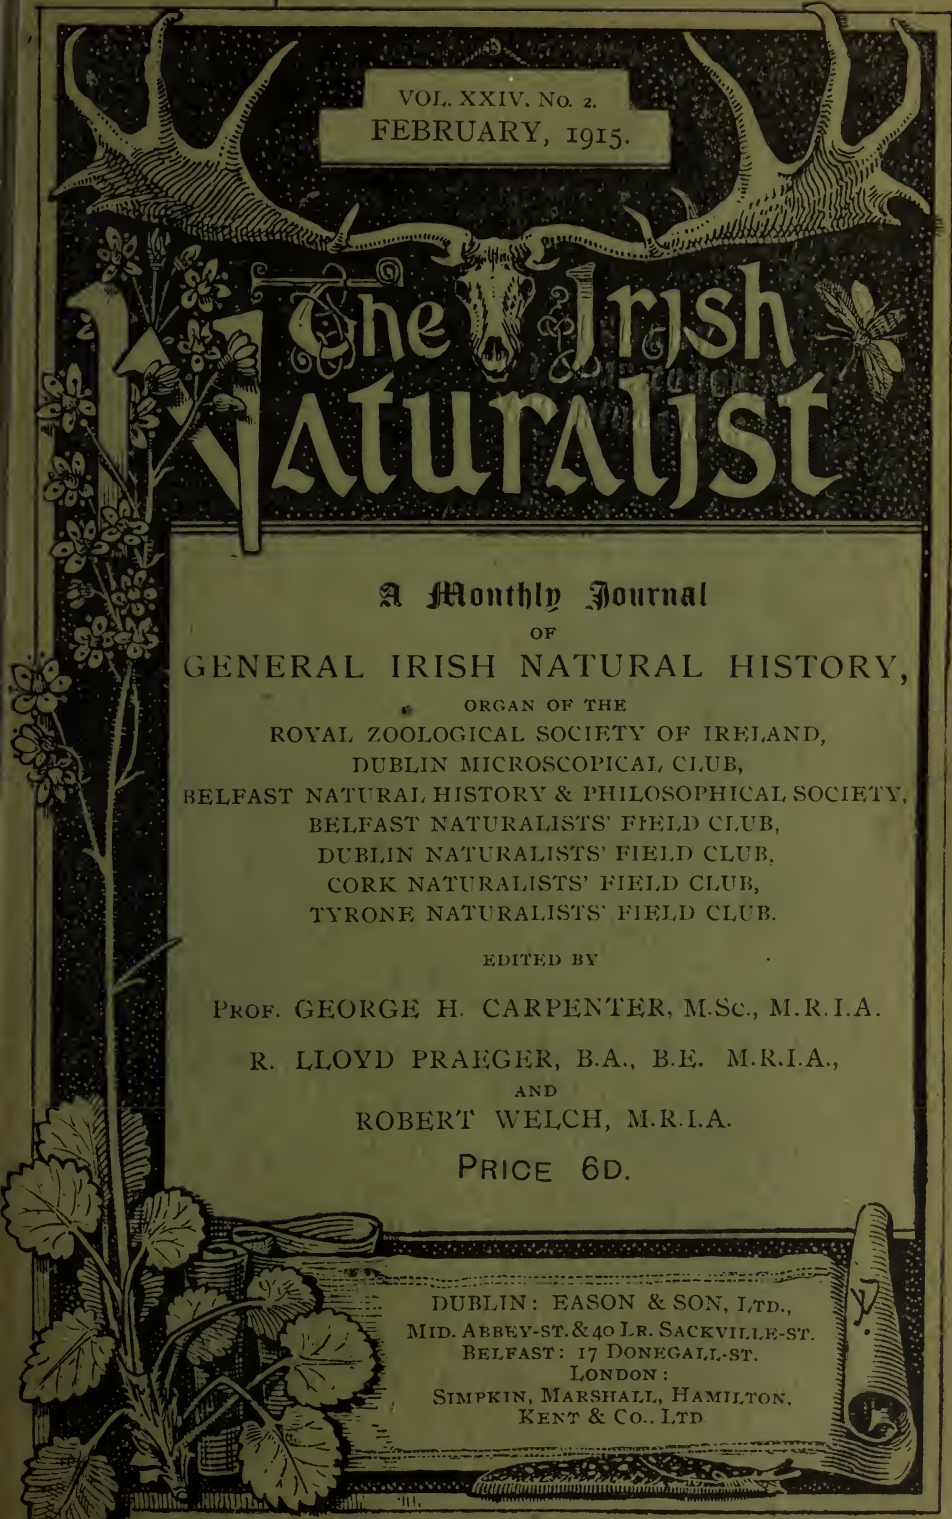 VOL. XXIV. No. 2.
FEBRUARY, 1915.
The Irish
Naturalist
A Monthly Journal
OF
GENERAL IRISH NATURAL HISTORY,
ORGAN OF THE
ROYAL ZOOLOGICAL SOCIETY OF IRELAND,
DUBLIN MICROSCOPICAL CLUB,
BELFAST NATURAL HISTORY & PHILOSOPHICAL SOCIETY,
BELFAST NATURALISTS' FIELD CLUB,
DUBLIN NATURALISTS' FIELD CLUB,
CORK NATURALISTS' FIELD CLUB,
TYRONE NATURALISTS' FIELD CLUB.
EDITED BY
PROF. GEORGE H. CARPENTER, M.Sc., M.R.I.A.
R. LLOYD PRAEGER, B.A., B.E. M.R.I.A.,
AND
ROBERT WELCH, M.R.I.A.
PRICE 6D.
DUBLIN: EASON & SON, LTD.,
MID. ABBEY-ST. & 40 LR. SACKVILLE-ST.
BELFAST: 17 DONEGALL-ST.
LONDON:
SIMPKIN, MARSHALL, HAMILTON,
KENT & CO., LTD